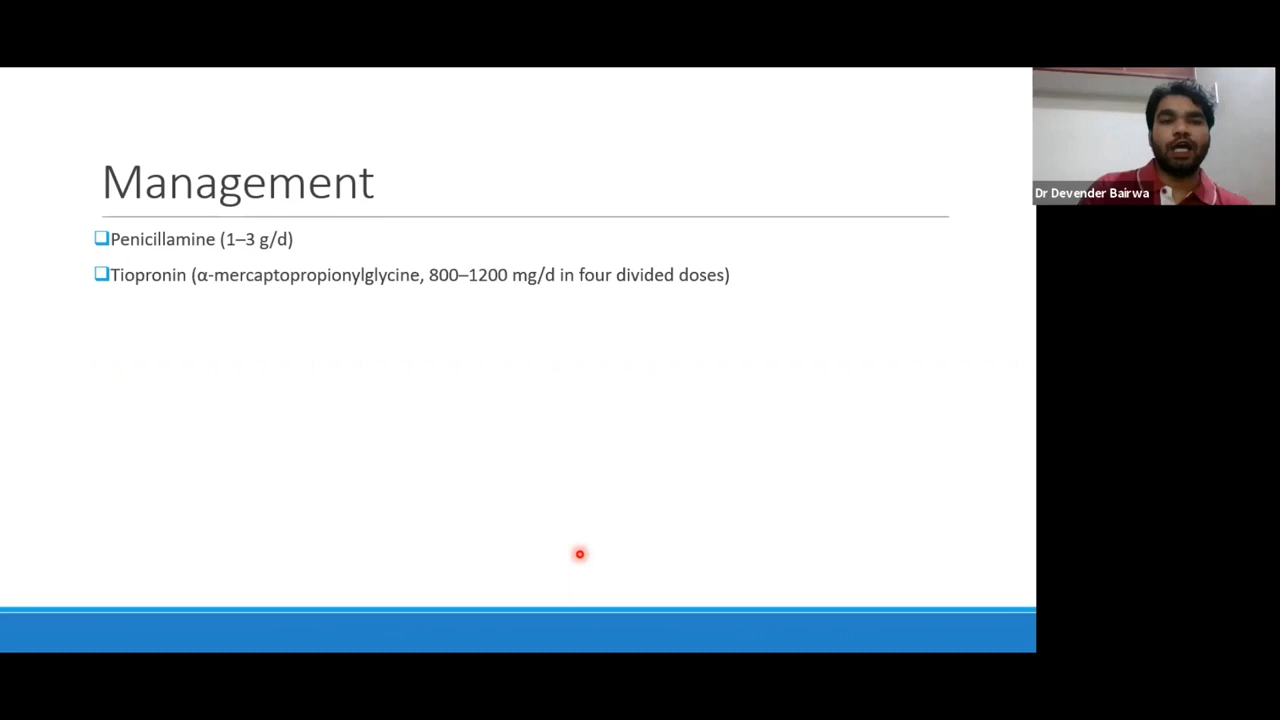 Management
Penicillamine (1–3 g/d)
Tiopronin (α-mercaptopropionylglycine, 800–1200 mg/d in four divided doses)
Dr Devender Bairwa